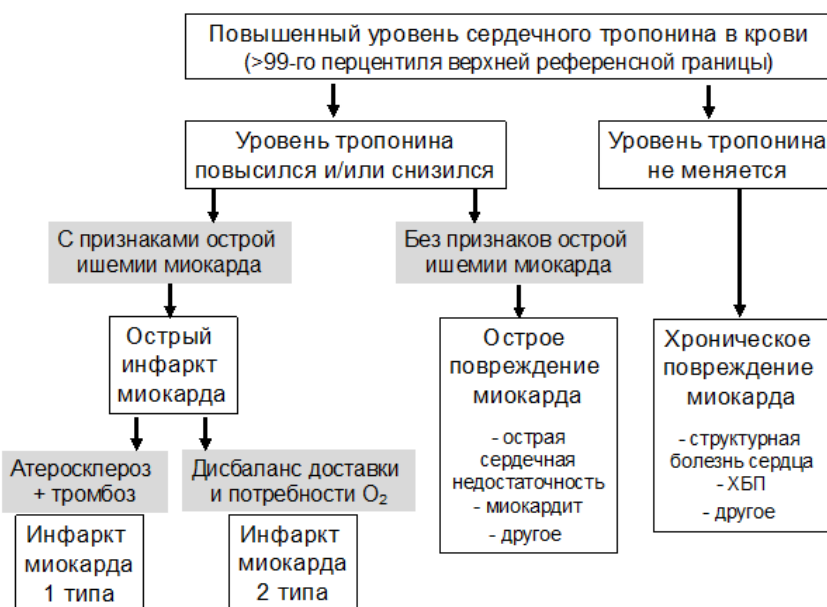 Повышенный уровень сердечного тропонина в крови
(>99-го перцентиля верхней референсной границы)
Уровень тропонина
повысился и/или снизился
Уровень тропонина
не меняется
С признаками острой
ишемии миокарда
Без признаков острой
ишемии миокарда
Острый
инфаркт
миокарда
Острое
повреждение
миокарда
- острая
сердечная
недостаточность
- миокардит
- другое
Хроническое
повреждение
миокарда
- структурная
болезнь сердца
- ХБП
- другое
Атеросклероз
+ тромбоз
Дисбаланс доставки
и потребности O₂
Инфаркт
миокарда
1 типа
Инфаркт
миокарда
2 типа